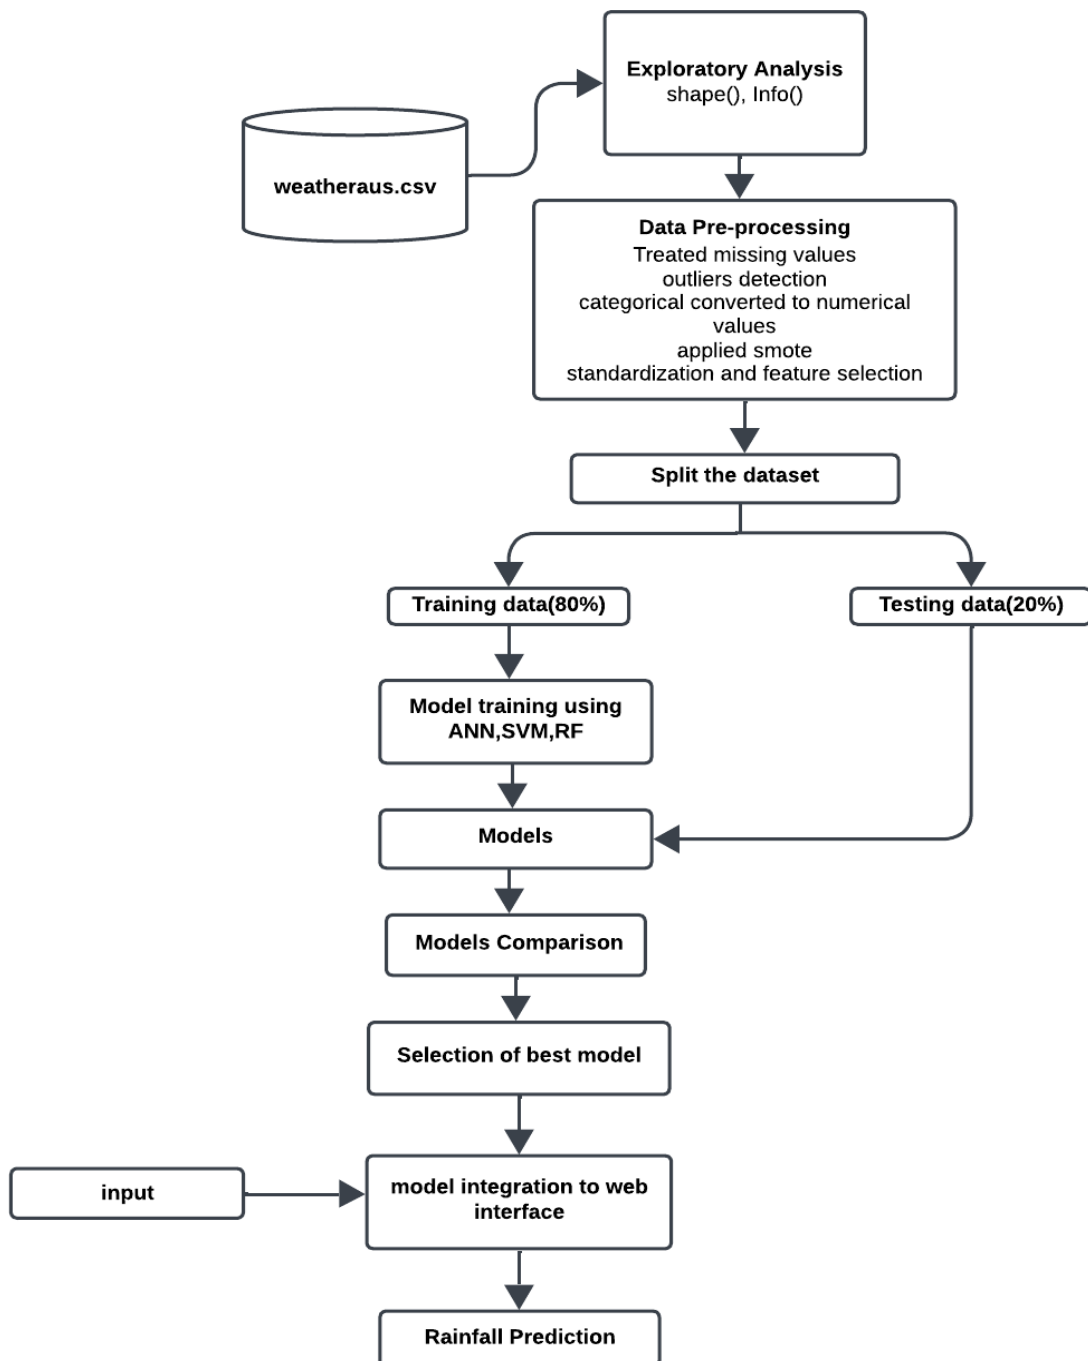 Exploratory Analysis
shape(), Info()
weatheraus.csv
Data Pre-processing
Treated missing values
outliers detection
categorical converted to numerical
values
applied smote
standardization and feature selection
Split the dataset
Training data(80%)
Testing data(20%)
Model training using
ANN,SVM,RF
Models
Models Comparison
Selection of best model
input
model integration to web
interface
Rainfall Prediction